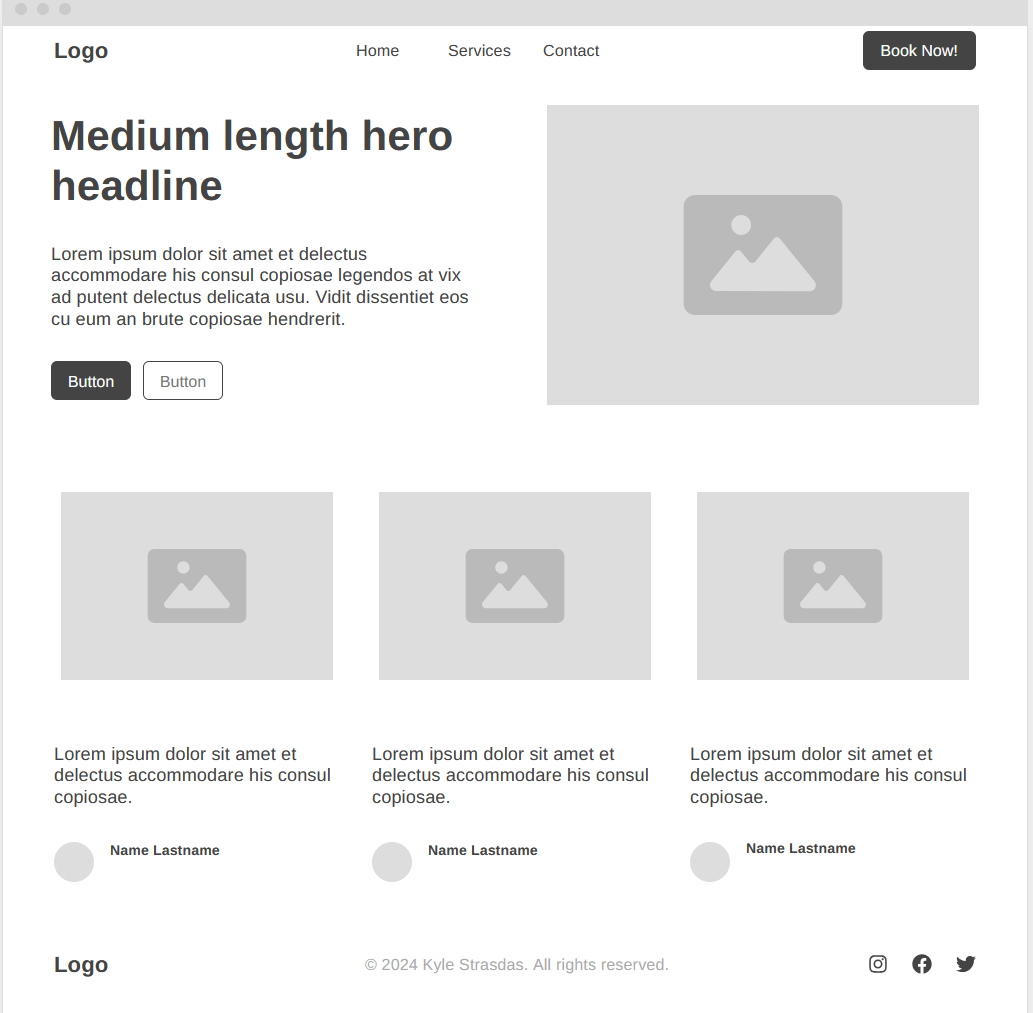 Logo
Home Services Contact
Book Now!
Medium length hero
headline
Lorem ipsum dolor sit amet et delectus
accommodare his consul copiosae legendos at vix
ad putent delectus delicata usu. Vidit dissentiet eos
cu eum an brute copiosae hendrerit.
Button Button
Lorem ipsum dolor sit amet et
delectus accommodare his consul
copiosae.
Name Lastname
Lorem ipsum dolor sit amet et
delectus accommodare his consul
copiosae.
Name Lastname
Lorem ipsum dolor sit amet et
delectus accommodare his consul
copiosae.
Name Lastname
Logo
© 2024 Kyle Strasdas. All rights reserved.